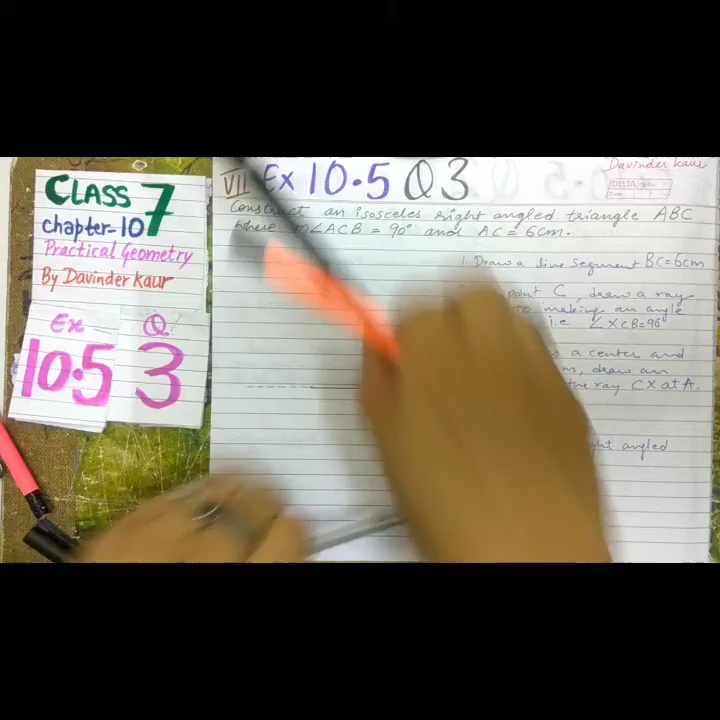 CLASS 7
chapter-10
Practical Geometry
By Davinder kaur
Ex Q
10.5 3
Davinder kaur
VII Ex 10.5 Q3
DELTA
Construct an isosceles right angled triangle ABC
where m∠ACB = 90° and AC = 6cm.
1. Draw a line segment BC=6cm
point C, draw a ray
to making an angle
i.e ∠XCB=90°
as a center and
draw an
the ray CX at A.
angled